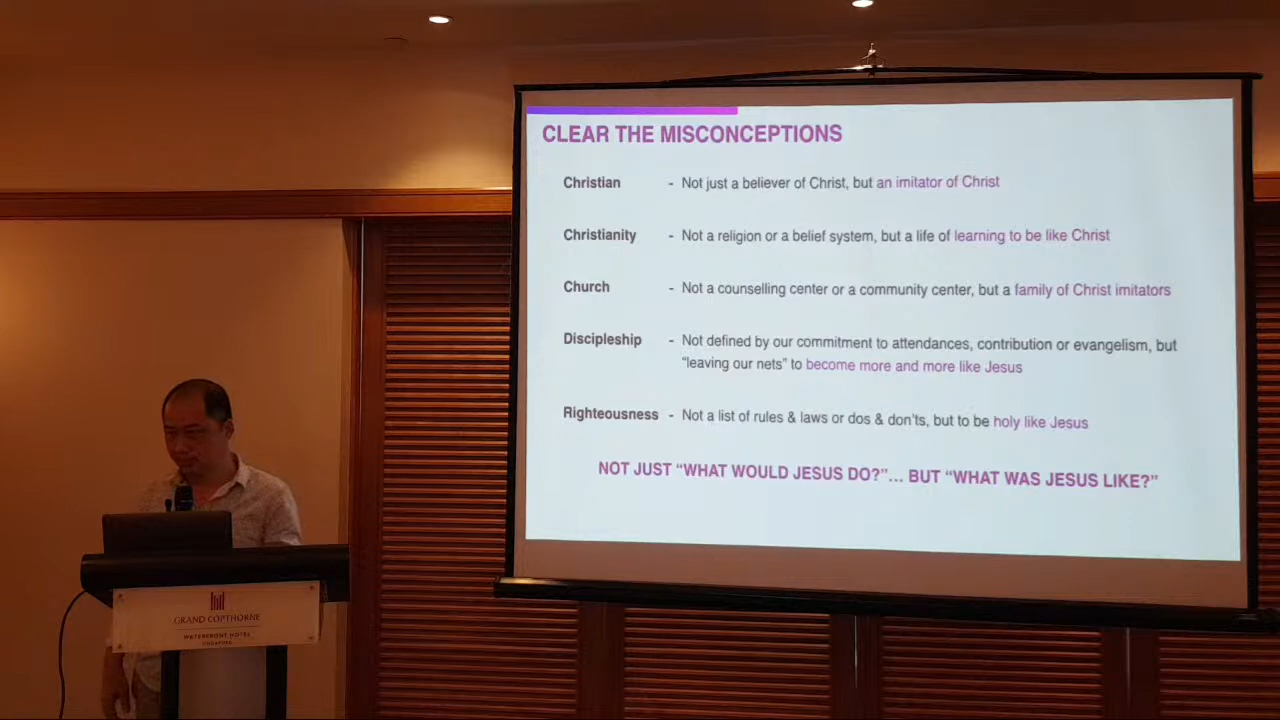 CLEAR THE MISCONCEPTIONS
Christian - Not just a believer of Christ, but an imitator of Christ
Christianity - Not a religion or a belief system, but a life of learning to be like Christ
Church - Not a counselling center or a community center, but a family of Christ imitators
Discipleship - Not defined by our commitment to attendances, contribution or evangelism, but
“leaving our nets” to become more and more like Jesus
Righteousness - Not a list of rules & laws or dos & don'ts, but to be holy like Jesus
NOT JUST “WHAT WOULD JESUS DO?”... BUT “WHAT WAS JESUS LIKE?”
GRAND COPTHORNE
WATERFRONT HOTEL
SINGAPORE